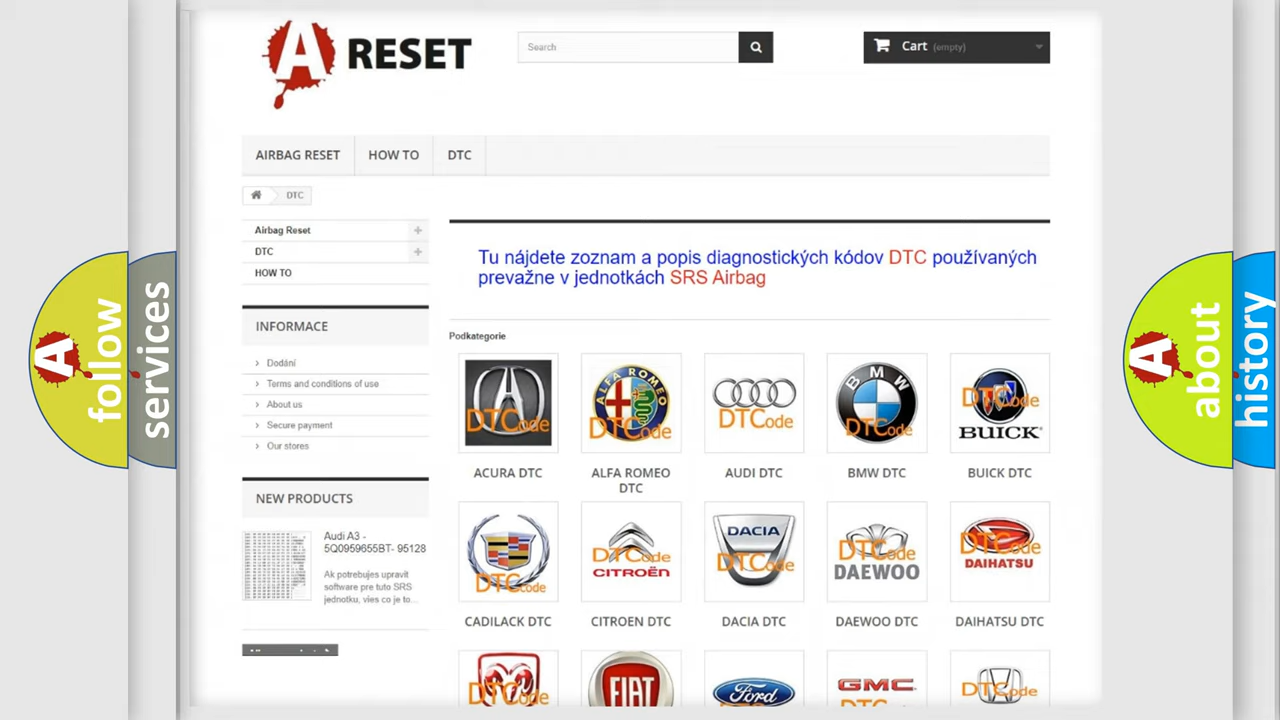 A RESET
Search
Cart (empty)
AIRBAG RESET
HOW TO
DTC
DTC
Airbag Reset
DTC
HOW TO
Tu nájdete zoznam a popis diagnostických kódov DTC používaných
prevažne v jednotkách SRS Airbag
INFORMACE
Dodání
Terms and conditions of use
About us
Secure payment
Our stores
NEW PRODUCTS
Audi A3 -
5Q0959655BT- 95128
Ak potrebujes upravit
software pre tuto SRS
jednotku, vies co je to...
Podkategorie
DTCode
ALFA ROMEO
DTCode
DTCode
BMW
DTCode
DTCode
BUICK
ACURA DTC
ALFA ROMEO
DTC
AUDI DTC
BMW DTC
BUICK DTC
DTCode
DTCode
CITROËN
DACIA
DTCode
DTCode
DAEWOO
DTCode
DAIHATSU
CADILACK DTC
CITROEN DTC
DACIA DTC
DAEWOO DTC
DAIHATSU DTC
DTCode
FIAT
Ford
GMC
DTCode
A follow
services
A about
history